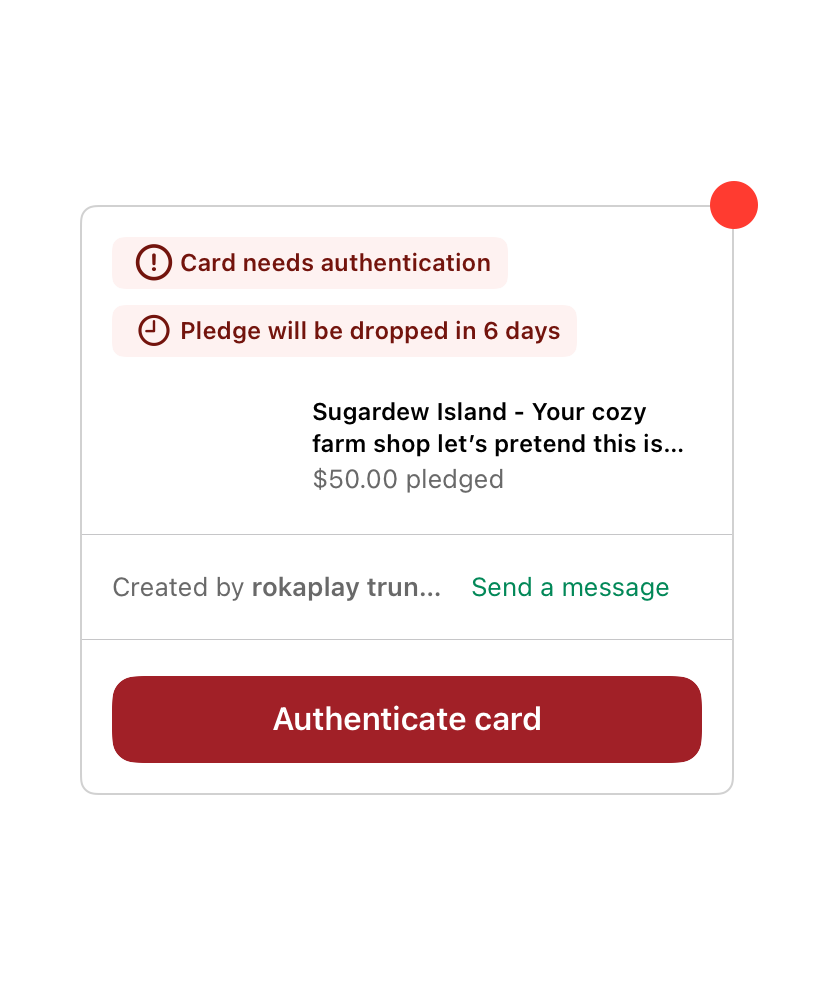 Card needs authentication
Pledge will be dropped in 6 days
Sugardew Island - Your cozy
farm shop let’s pretend this is...
$50.00 pledged
Created by rokaplay trun... Send a message
Authenticate card